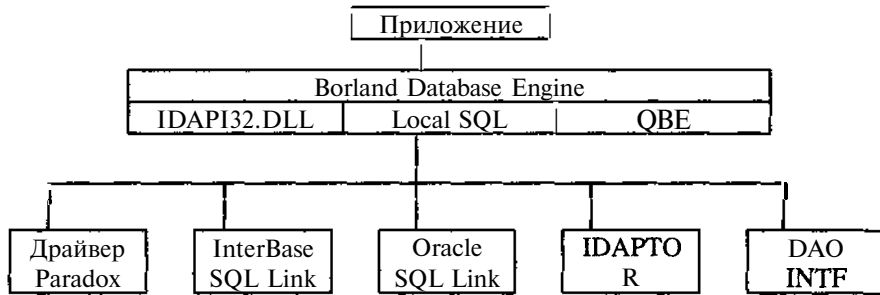 Приложение
Borland Database Engine
IDAPI32.DLL Local SQL QBE
Драйвер
Paradox
InterBase
SQL Link
Oracle
SQL Link
IDAPTO
R
DAO
INTF